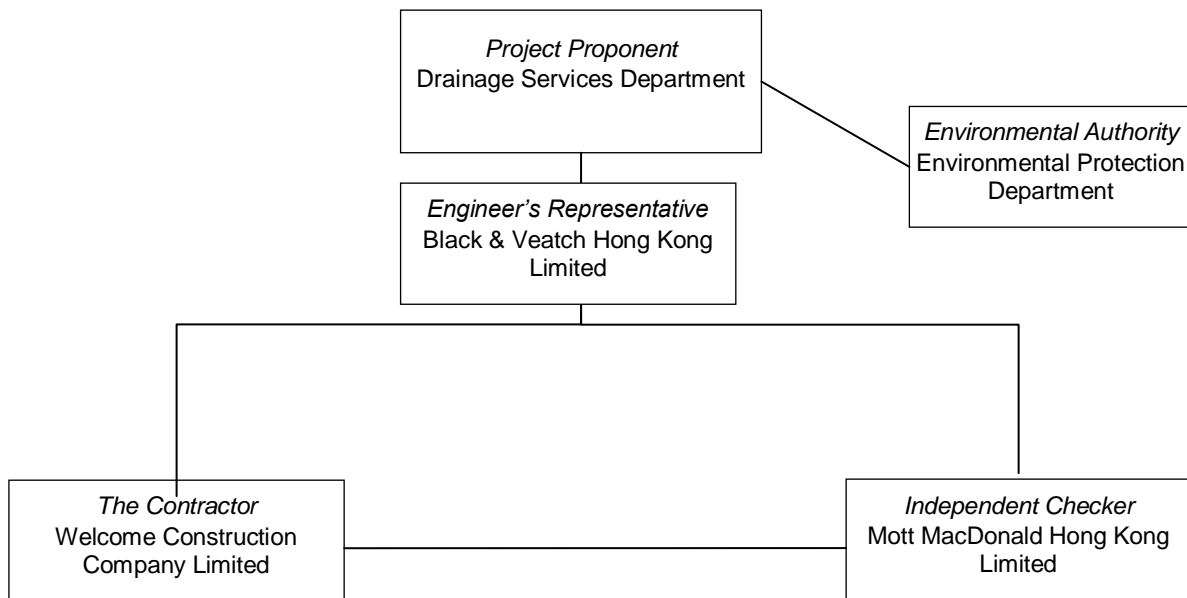 Project Proponent
Drainage Services Department
Environmental Authority
Environmental Protection
Department
Engineer’s Representative
Black & Veatch Hong Kong
Limited
The Contractor
Welcome Construction
Company Limited
Independent Checker
Mott MacDonald Hong Kong
Limited